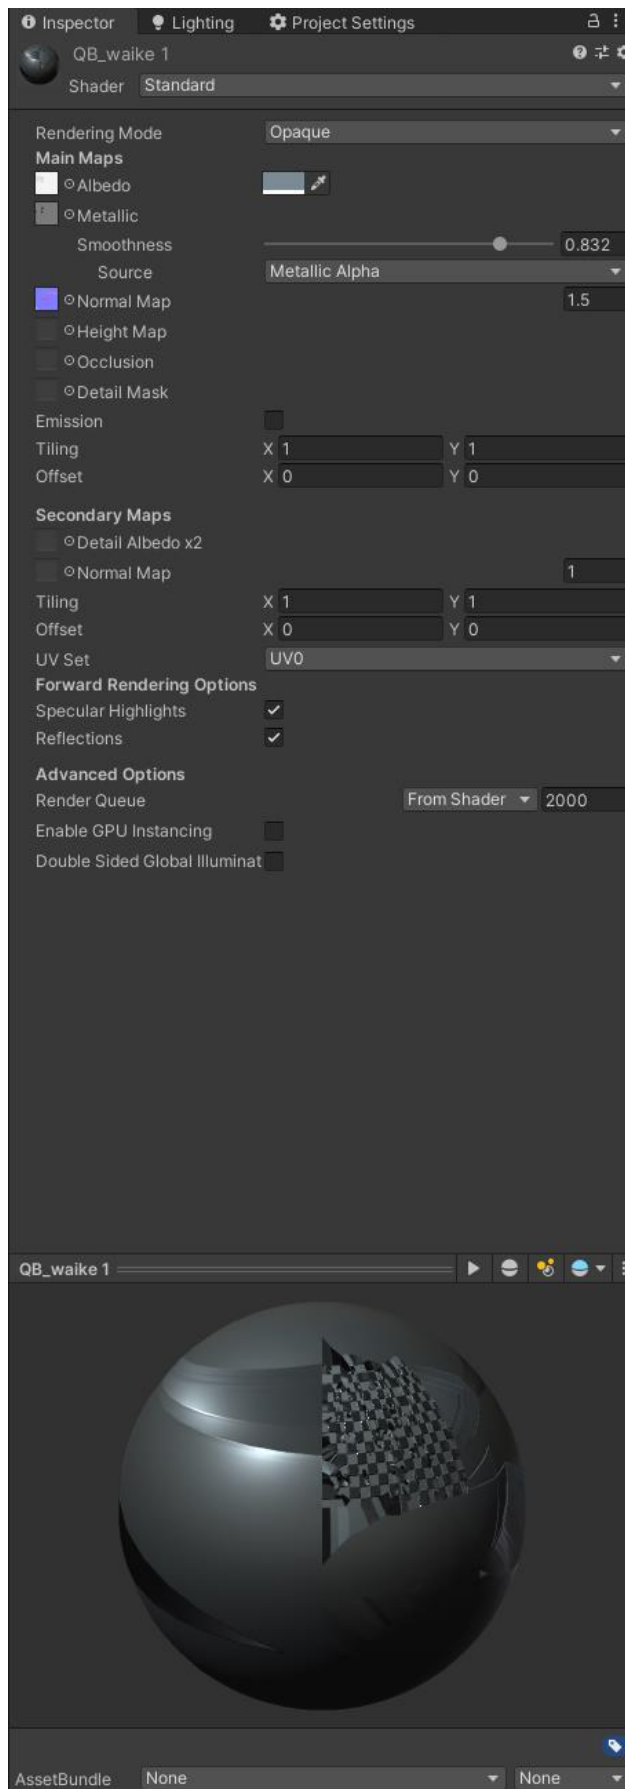 Inspector Lighting Project Settings
QB_waike 1
Shader Standard
Rendering Mode Opaque
Main Maps
Albedo
Metallic
Smoothness 0.832
Source Metallic Alpha
Normal Map 1.5
Height Map
Occlusion
Detail Mask
Emission
Tiling X 1 Y 1
Offset X 0 Y 0
Secondary Maps
Detail Albedo x2
Normal Map 1
Tiling X 1 Y 1
Offset X 0 Y 0
UV Set UV0
Forward Rendering Options
Specular Highlights
Reflections
Advanced Options
Render Queue From Shader 2000
Enable GPU Instancing
Double Sided Global Illuminat
QB_waike 1
AssetBundle None None